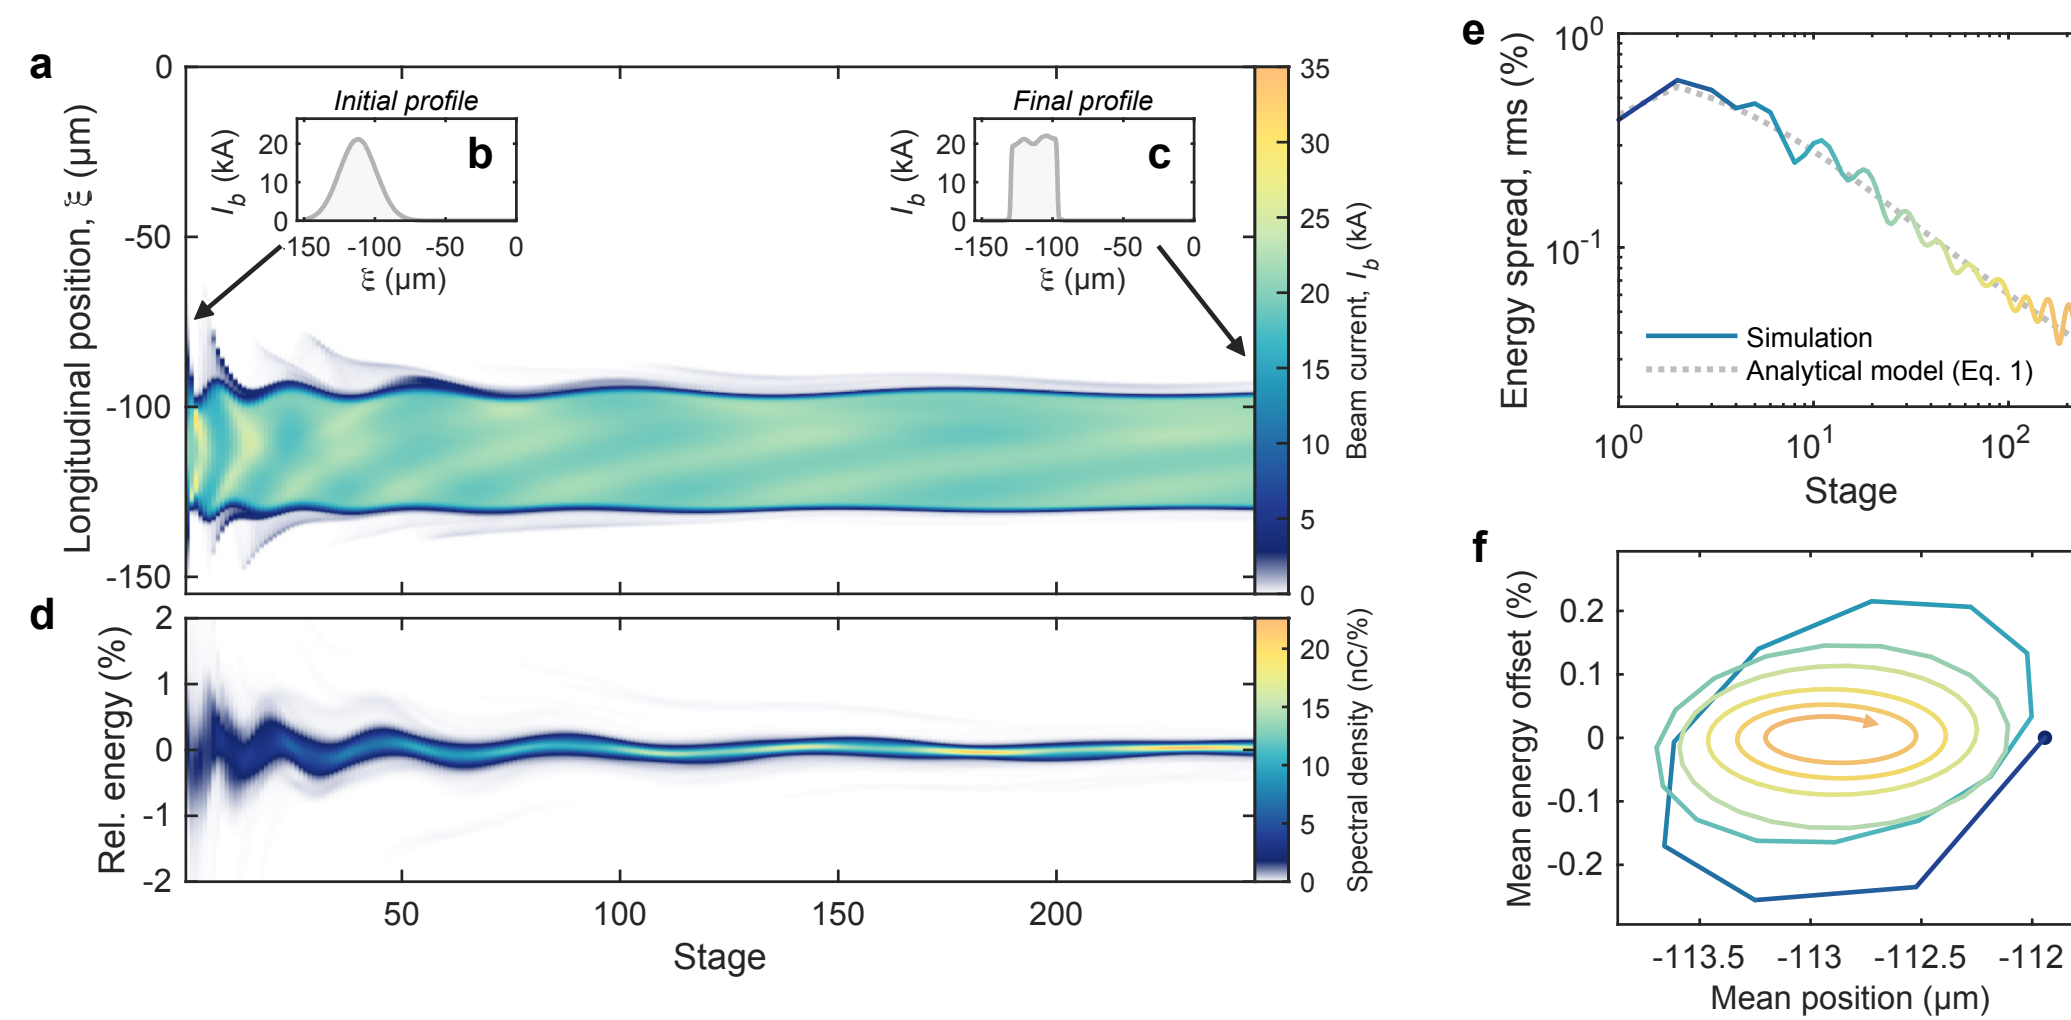 a
Longitudinal position, ξ (µm)
0
-50
-100
-150
Initial profile
b
I_b (kA)
20
10
0
-150 -100 -50 0
ξ (µm)
Final profile
c
I_b (kA)
20
10
0
-150 -100 -50 0
ξ (µm)
35
30
25
20
15
10
5
0
Beam current, I_b (kA)
d
Rel. energy (%)
2
1
0
-1
-2
50 100 150 200
Stage
20
15
10
5
0
Spectral density (nC/%)
e
Energy spread, rms (%)
10^0
10^-1
Simulation
Analytical model (Eq. 1)
10^0 10^1 10^2
Stage
f
Mean energy offset (%)
0.2
0.1
0
-0.1
-0.2
-113.5 -113 -112.5 -112
Mean position (µm)